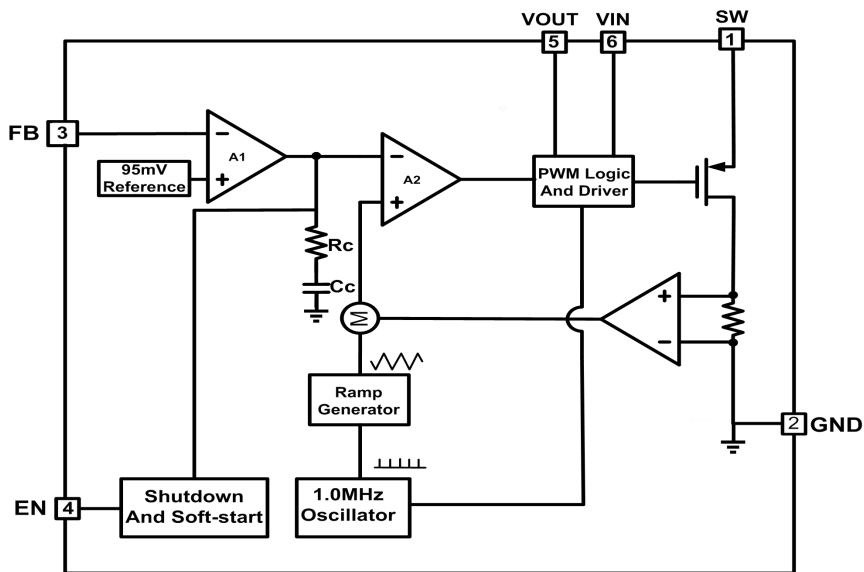 VOUT VIN SW
5 6 1
FB 3
A1
95mV
Reference
A2
PWM Logic
And Driver
Rc
Cc
Σ
Ramp
Generator
2 GND
EN 4
Shutdown
And Soft-start
1.0MHz
Oscillator